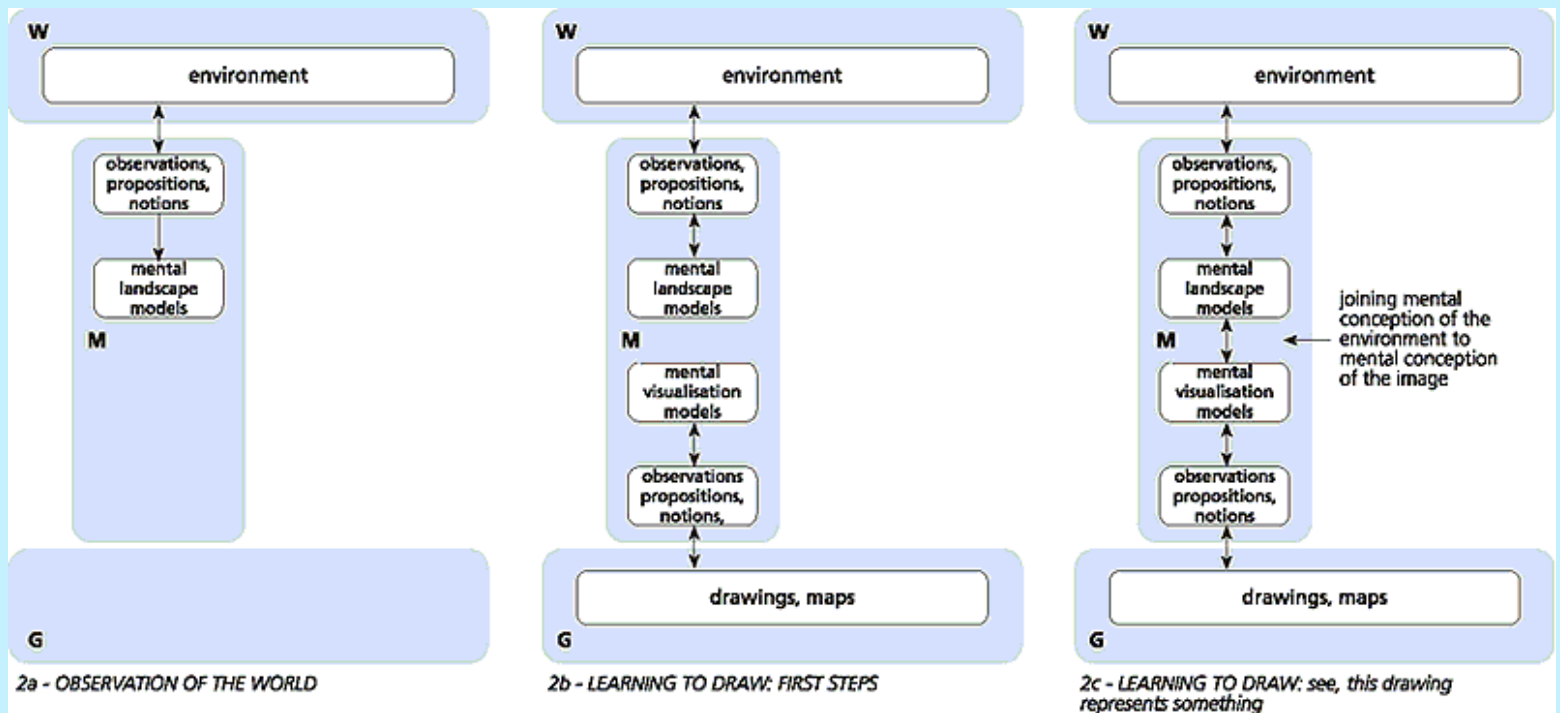 W
environment
observations,
propositions,
notions
mental
landscape
models
M
G
2a - OBSERVATION OF THE WORLD
W
environment
observations,
propositions,
notions
mental
landscape
models
M
mental
visualisation
models
observations
propositions,
notions,
drawings, maps
G
2b - LEARNING TO DRAW: FIRST STEPS
W
environment
observations,
propositions,
notions
mental
landscape
models
joining mental
conception of the
environment to
mental conception
of the image
M
mental
visualisation
models
observations
propositions,
notions
drawings, maps
G
2c - LEARNING TO DRAW: see, this drawing
represents something